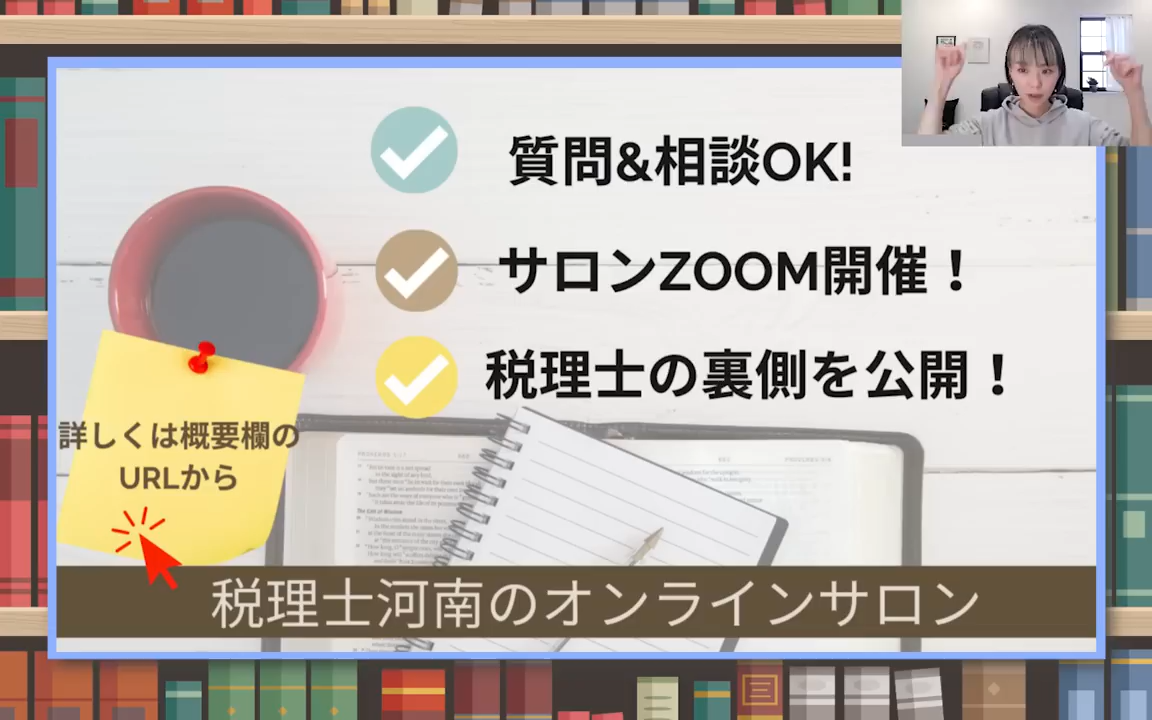 質問&相談OK!
サロンZOOM開催！
税理士の裏側を公開！
詳しくは概要欄の
URLから
税理士河南のオンラインサロン